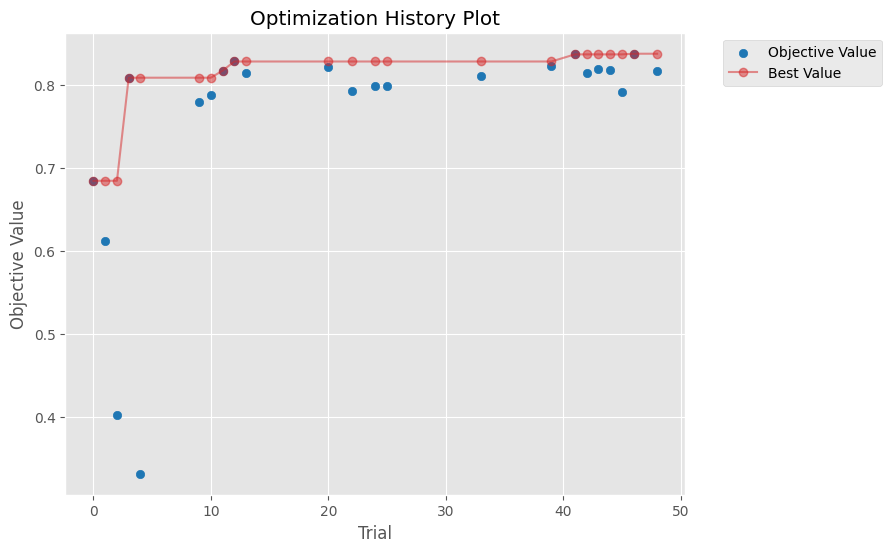 Optimization History Plot
Objective Value
Best Value
Objective Value
0.8
0.7
0.6
0.5
0.4
0 10 20 30 40 50
Trial